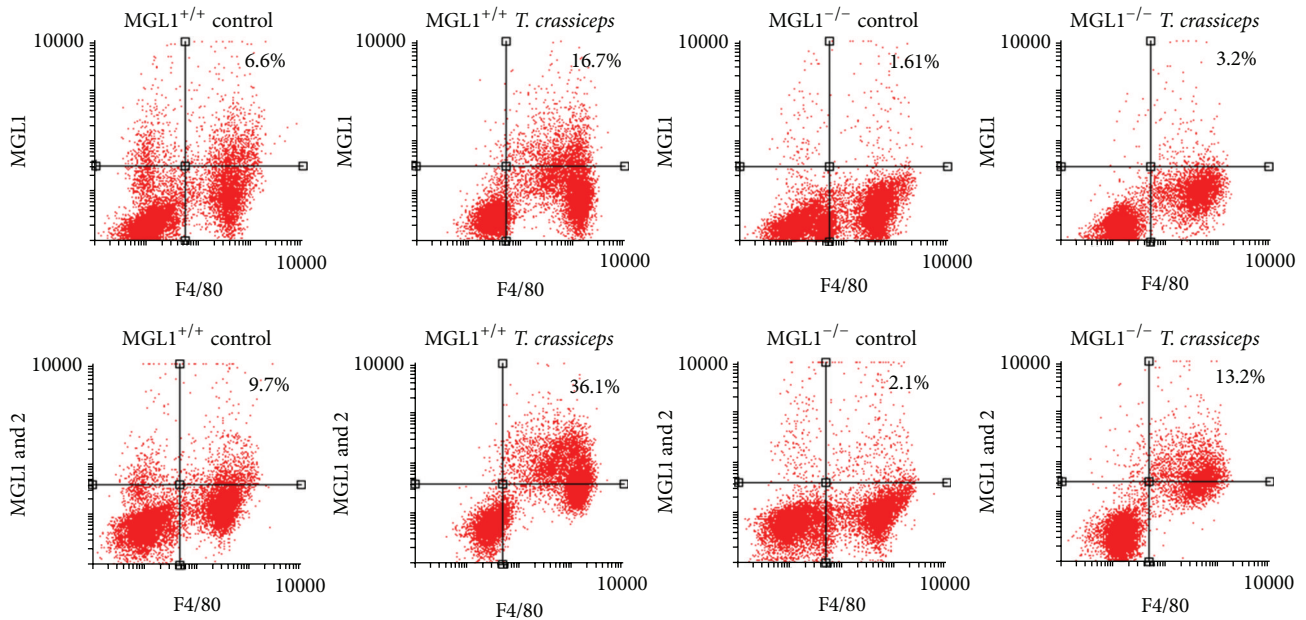 MGL1+/+ control
10000
6.6%
MGL1
10000
F4/80
MGL1+/+ T. crassiceps
10000
16.7%
MGL1
10000
F4/80
MGL1−/− control
10000
1.61%
MGL1
10000
F4/80
MGL1−/− T. crassiceps
10000
3.2%
MGL1
10000
F4/80
MGL1+/+ control
10000
9.7%
MGL1 and 2
10000
F4/80
MGL1+/+ T. crassiceps
10000
36.1%
MGL1 and 2
10000
F4/80
MGL1−/− control
10000
2.1%
MGL1 and 2
10000
F4/80
MGL1−/− T. crassiceps
10000
13.2%
MGL1 and 2
10000
F4/80